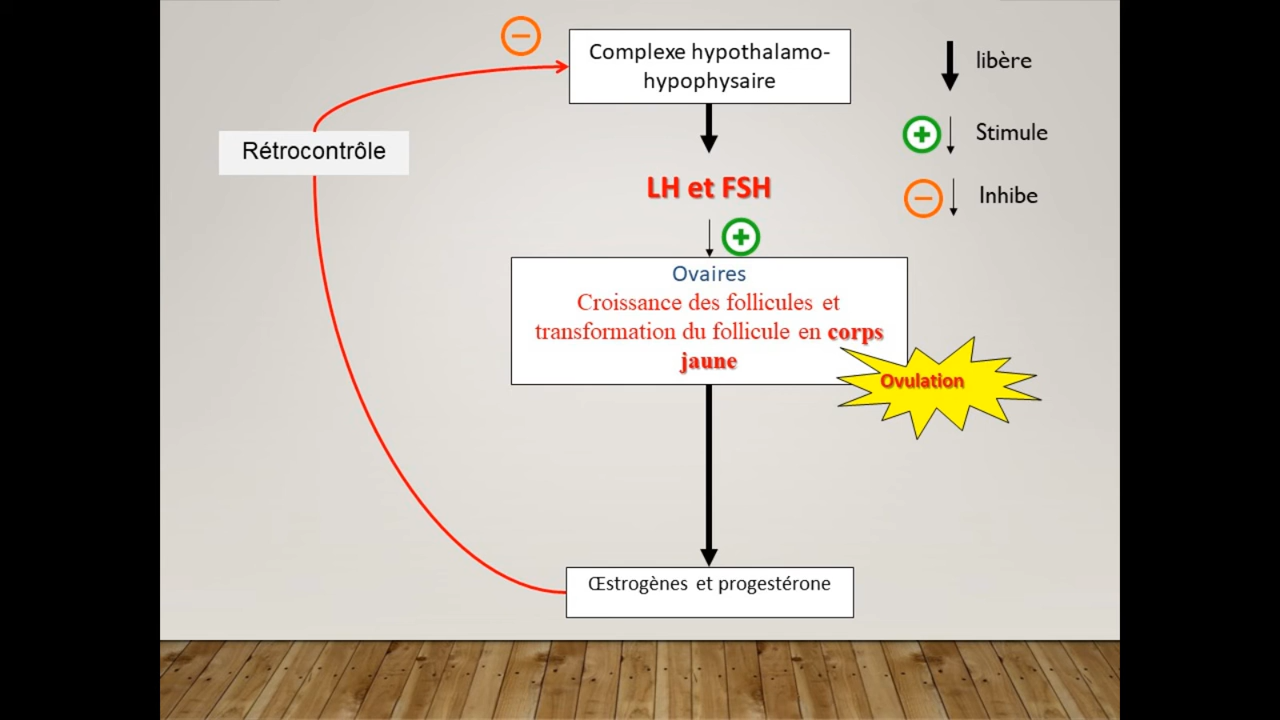 Complexe hypothalamo-
hypophysaire
libère
Stimule
Inhibe
Rétrocontrôle
LH et FSH
Ovaires
Croissance des follicules et
transformation du follicule en corps
jaune
Ovulation
Œstrogènes et progestérone